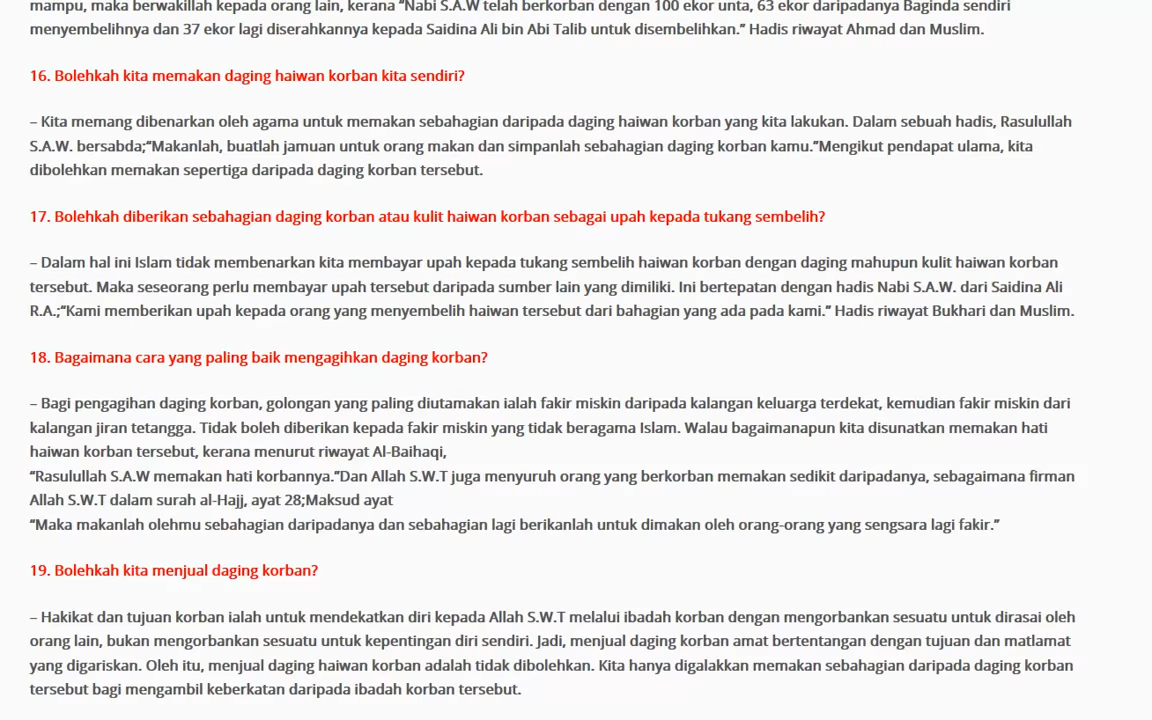 mampu, maka berwakillah kepada orang lain, kerana “Nabi S.A.W telah berkorban dengan 100 ekor unta, 63 ekor daripadanya Baginda sendiri
menyembelihnya dan 37 ekor lagi diserahkannya kepada Saidina Ali bin Abi Talib untuk disembelihkan.” Hadis riwayat Ahmad dan Muslim.
16. Bolehkah kita memakan daging haiwan korban kita sendiri?
– Kita memang dibenarkan oleh agama untuk memakan sebahagian daripada daging haiwan korban yang kita lakukan. Dalam sebuah hadis, Rasulullah
S.A.W. bersabda;“Makanlah, buatlah jamuan untuk orang makan dan simpanlah sebahagian daging korban kamu.”Mengikut pendapat ulama, kita
dibolehkan memakan sepertiga daripada daging korban tersebut.
17. Bolehkah diberikan sebahagian daging korban atau kulit haiwan korban sebagai upah kepada tukang sembelih?
– Dalam hal ini Islam tidak membenarkan kita membayar upah kepada tukang sembelih haiwan korban dengan daging mahupun kulit haiwan korban
tersebut. Maka seseorang perlu membayar upah tersebut daripada sumber lain yang dimiliki. Ini bertepatan dengan hadis Nabi S.A.W. dari Saidina Ali
R.A.;“Kami memberikan upah kepada orang yang menyembelih haiwan tersebut dari bahagian yang ada pada kami.” Hadis riwayat Bukhari dan Muslim.
18. Bagaimana cara yang paling baik mengagihkan daging korban?
– Bagi pengagihan daging korban, golongan yang paling diutamakan ialah fakir miskin daripada kalangan keluarga terdekat, kemudian fakir miskin dari
kalangan jiran tetangga. Tidak boleh diberikan kepada fakir miskin yang tidak beragama Islam. Walau bagaimanapun kita disunatkan memakan hati
haiwan korban tersebut, kerana menurut riwayat Al-Baihaqi,
“Rasulullah S.A.W memakan hati korbannya.”Dan Allah S.W.T juga menyuruh orang yang berkorban memakan sedikit daripadanya, sebagaimana firman
Allah S.W.T dalam surah al-Hajj, ayat 28;Maksud ayat
“Maka makanlah olehmu sebahagian daripadanya dan sebahagian lagi berikanlah untuk dimakan oleh orang-orang yang sengsara lagi fakir.”
19. Bolehkah kita menjual daging korban?
– Hakikat dan tujuan korban ialah untuk mendekatkan diri kepada Allah S.W.T melalui ibadah korban dengan mengorbankan sesuatu untuk dirasai oleh
orang lain, bukan mengorbankan sesuatu untuk kepentingan diri sendiri. Jadi, menjual daging korban amat bertentangan dengan tujuan dan matlamat
yang digariskan. Oleh itu, menjual daging haiwan korban adalah tidak dibolehkan. Kita hanya digalakkan memakan sebahagian daripada daging korban
tersebut bagi mengambil keberkatan daripada ibadah korban tersebut.